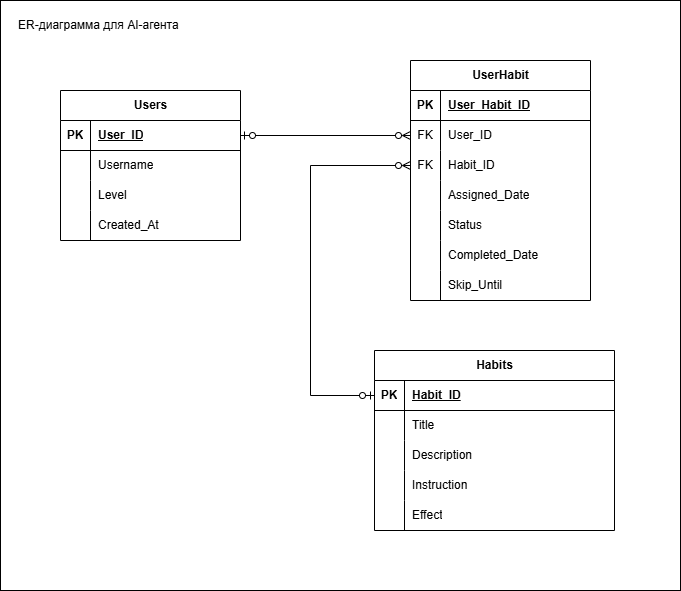 ER-диаграмма для AI-агента
Users
PK User_ID
Username
Level
Created_At
UserHabit
PK User_Habit_ID
FK User_ID
FK Habit_ID
Assigned_Date
Status
Completed_Date
Skip_Until
Habits
PK Habit_ID
Title
Description
Instruction
Effect